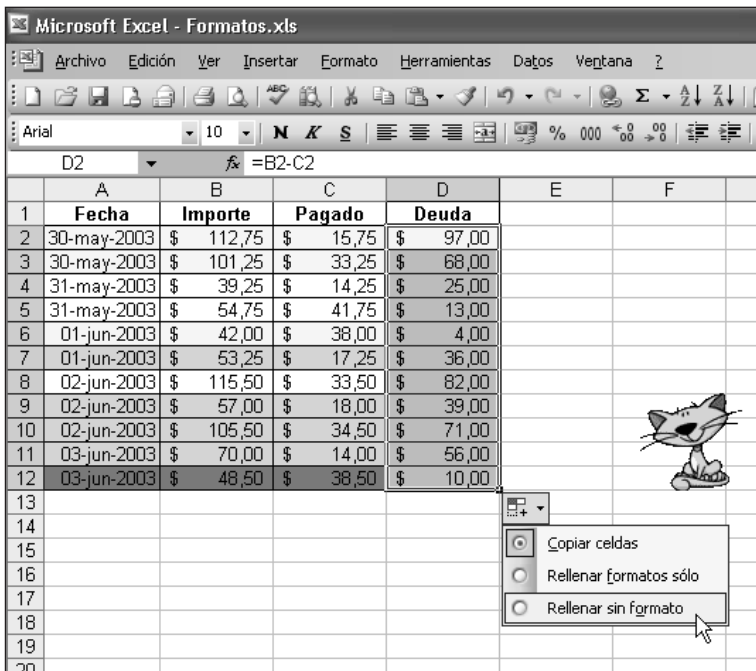 Microsoft Excel - Formatos.xls
Archivo Edición Ver Insertar Formato Herramientas Datos Ventana ?
ABC Σ A Z Z A
Arial 10 N K S a % 000 ,0 ,00 ,00 ,0
D2 fx =B2-C2
A B C D E F
1 Fecha Importe Pagado Deuda
2 30-may-2003 $ 112,75 $ 15,75 $ 97,00
3 30-may-2003 $ 101,25 $ 33,25 $ 68,00
4 31-may-2003 $ 39,25 $ 14,25 $ 25,00
5 31-may-2003 $ 54,75 $ 41,75 $ 13,00
6 01-jun-2003 $ 42,00 $ 38,00 $ 4,00
7 01-jun-2003 $ 53,25 $ 17,25 $ 36,00
8 02-jun-2003 $ 115,50 $ 33,50 $ 82,00
9 02-jun-2003 $ 57,00 $ 18,00 $ 39,00
10 02-jun-2003 $ 105,50 $ 34,50 $ 71,00
11 03-jun-2003 $ 70,00 $ 14,00 $ 56,00
12 03-jun-2003 $ 48,50 $ 38,50 $ 10,00
13
14
15 Copiar celdas
16 Rellenar formatos sólo
17
18 Rellenar sin formato
19
20